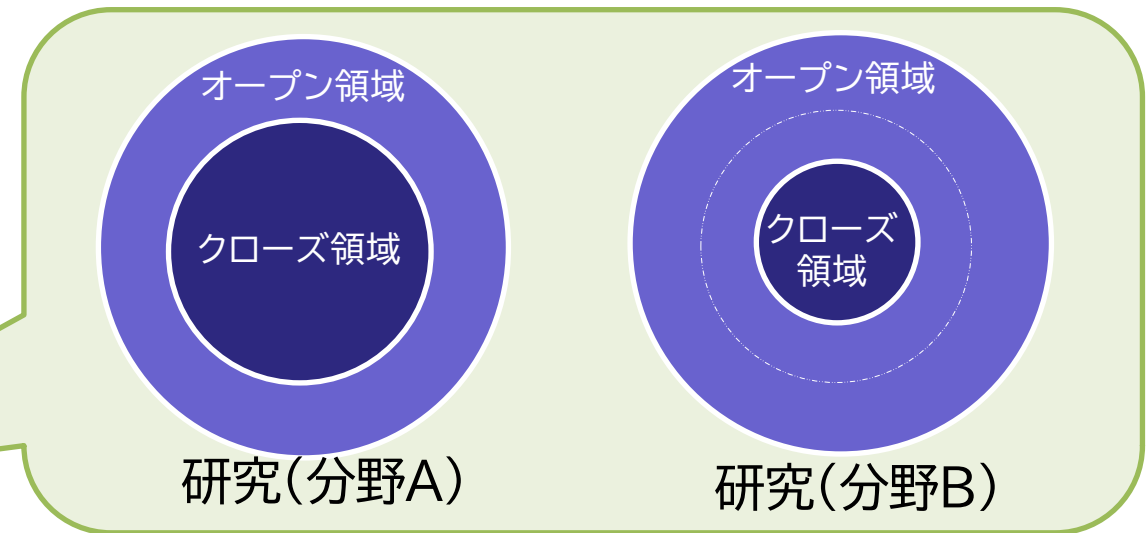 オープン領域
クローズ領域
研究(分野A)
オープン領域
クローズ
領域
研究(分野B)